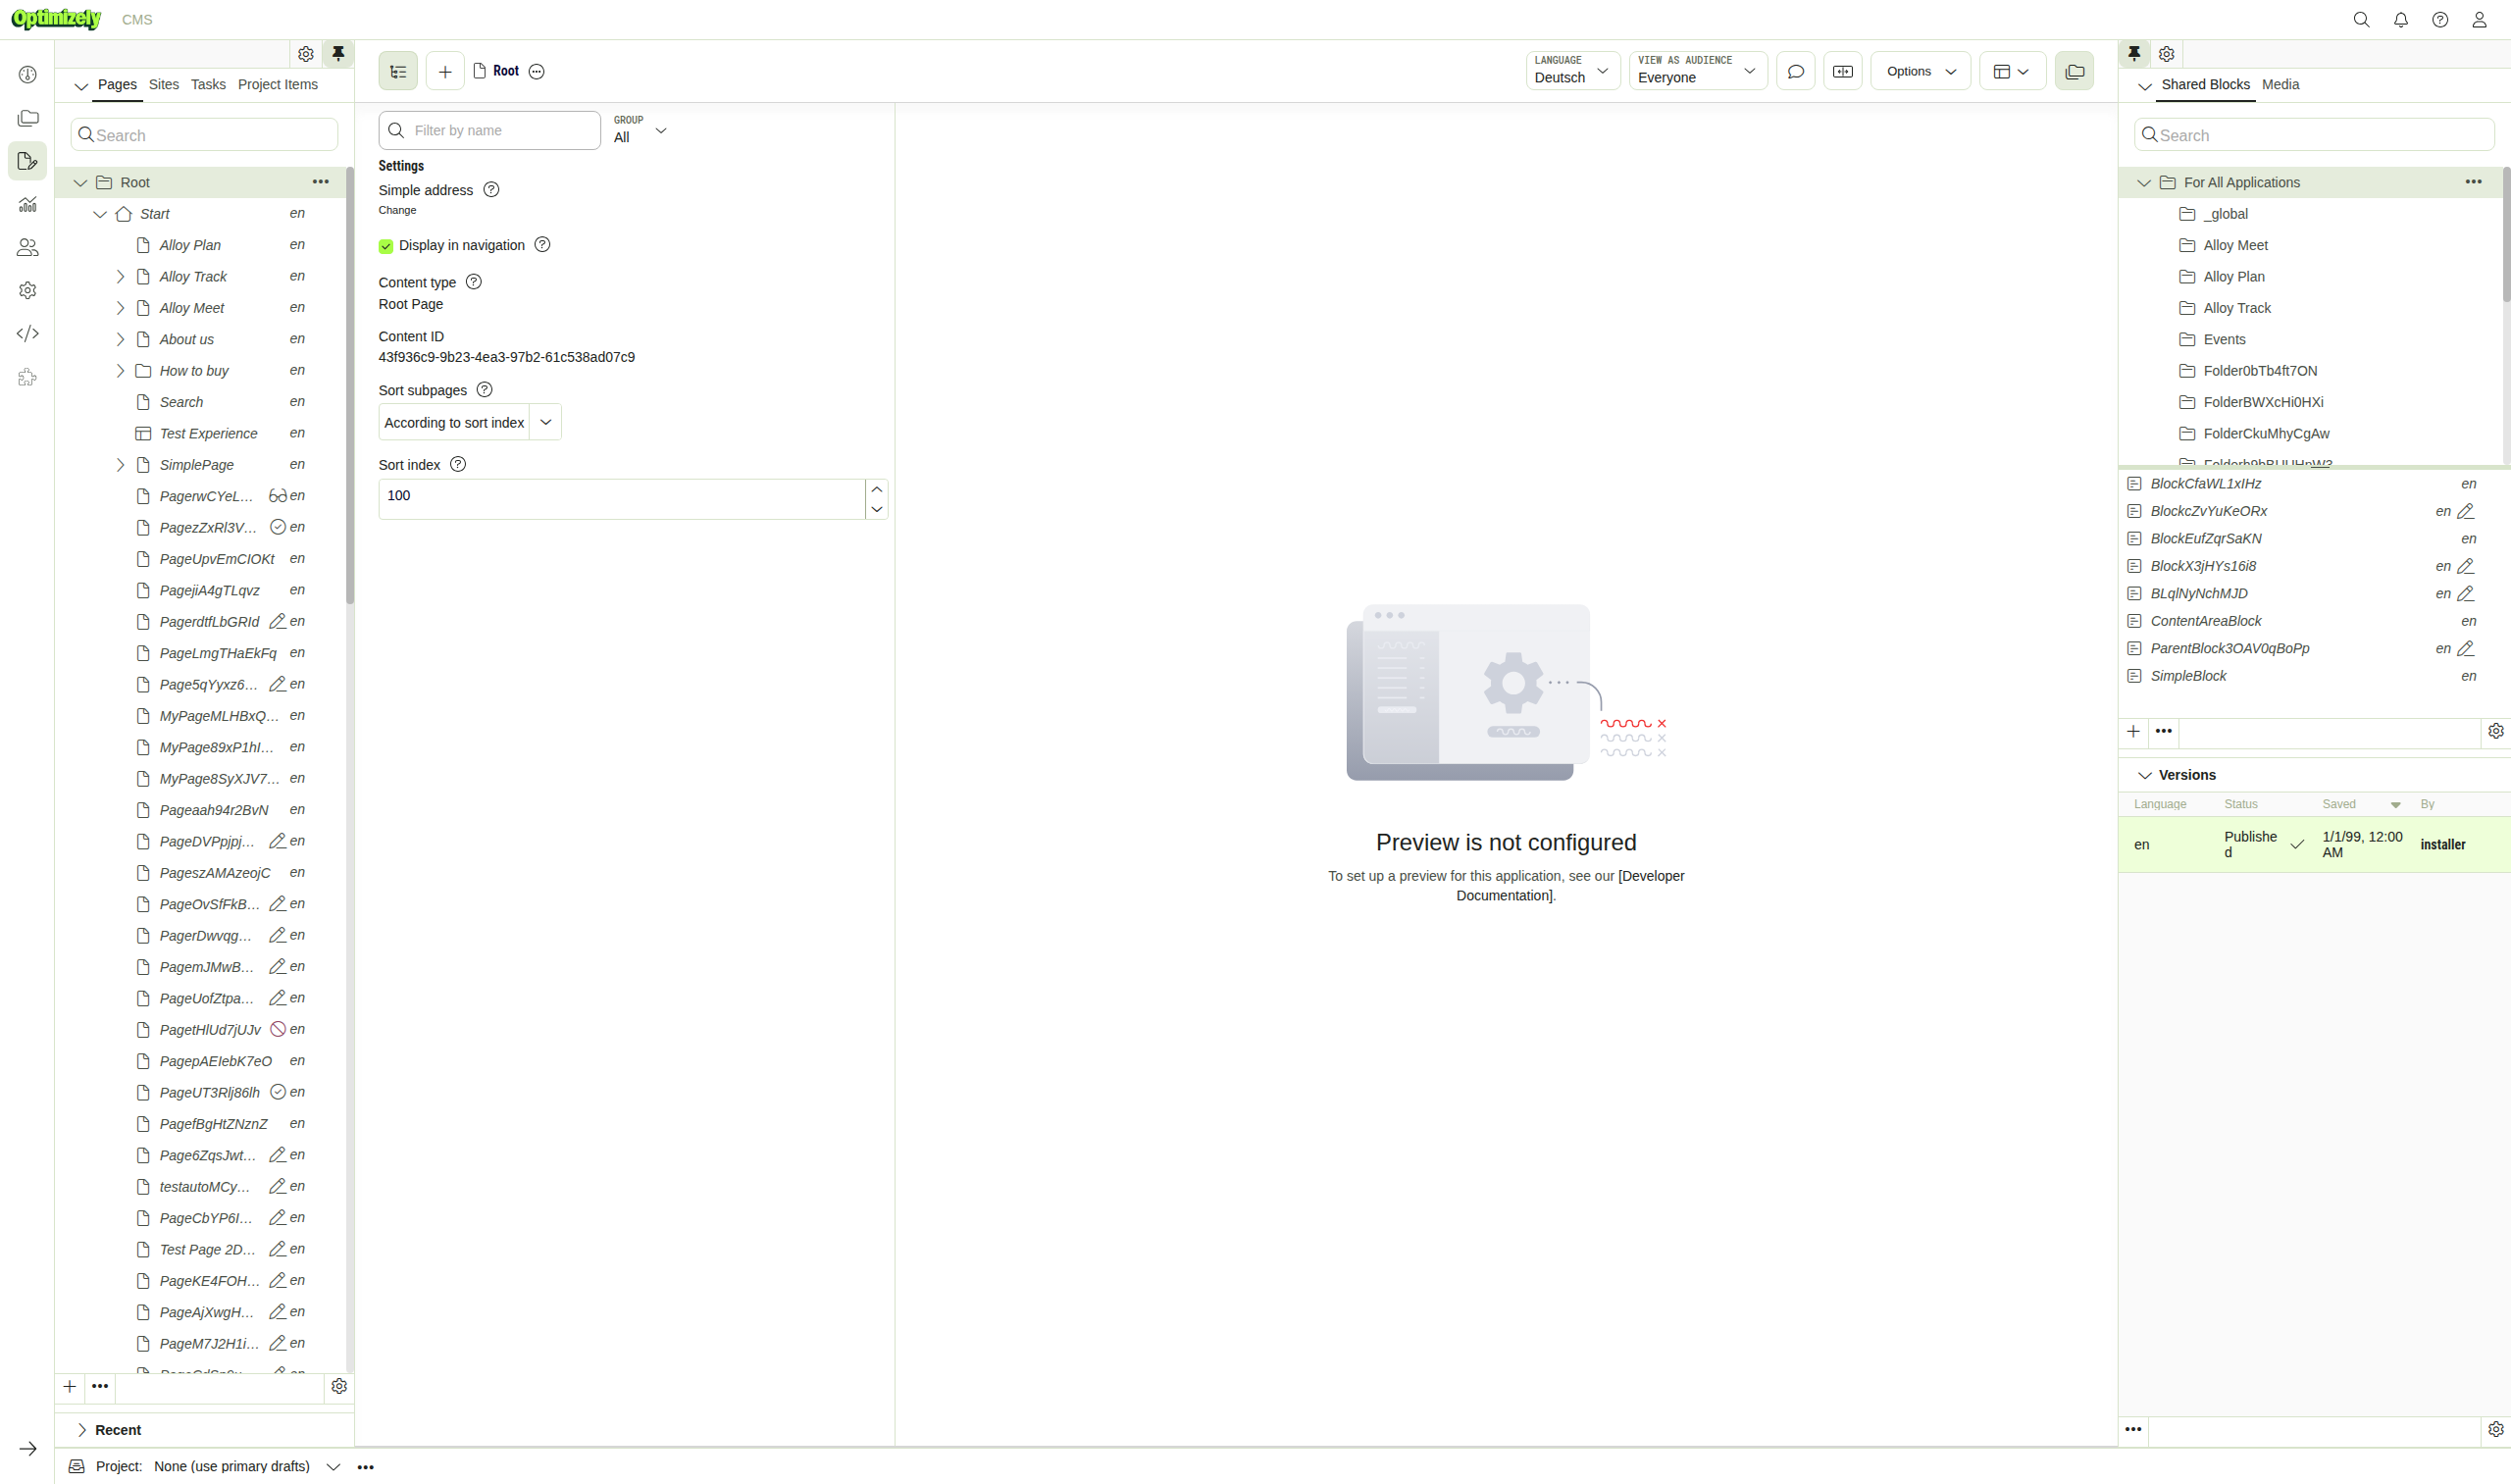 Optimizely CMS
Pages Sites Tasks Project Items
Search
Root
Start en
Alloy Plan en
Alloy Track en
Alloy Meet en
About us en
How to buy en
Search en
Test Experience en
SimplePage en
PagerwCYeL... en
PagezZxRl3V... en
PageUpvEmCIOKt en
PagejiA4gTLqvz en
PagerdtfLbGRId en
PageLmgTHaEkFq en
Page5qYyxz6... en
MyPageMLHBxQ... en
MyPage89xP1hI... en
MyPage8SyXJV7... en
Pageaah94r2BvN en
PageDVPpjpj... en
PageszAMAzeojC en
PageOvSfFkB... en
PagerDwvqg... en
PagemJMwB... en
PageUofZtpa... en
PagetHlUd7jUJv en
PagepAEIebK7eO en
PageUT3Rlj86lh en
PagefBgHtZNznZ en
Page6ZqsJwt... en
testautoMCy... en
PageCbYP6I... en
Test Page 2D... en
PageKE4FOH... en
PageAjXwgH... en
PageM7J2H1i... en
Recent
Project: None (use primary drafts)
Root
LANGUAGE
Deutsch
VIEW AS AUDIENCE
Everyone
Options
Filter by name
GROUP
All
Settings
Simple address
Change
Display in navigation
Content type
Root Page
Content ID
43f936c9-9b23-4ea3-97b2-61c538ad07c9
Sort subpages
According to sort index
Sort index
100
Preview is not configured
To set up a preview for this application, see our [Developer
Documentation].
Shared Blocks Media
Search
For All Applications
_global
Alloy Meet
Alloy Plan
Alloy Track
Events
Folder0bTb4ft7ON
FolderBWXcHi0HXi
FolderCkuMhyCgAw
BlockCfaWL1xIHz en
BlockcZvYuKeORx en
BlockEufZqrSaKN en
BlockX3jHYs16i8 en
BLqlNyNchMJD en
ContentAreaBlock en
ParentBlock3OAV0qBoPp en
SimpleBlock en
Versions
Language Status Saved By
en Publishe
d 1/1/99, 12:00
AM installer